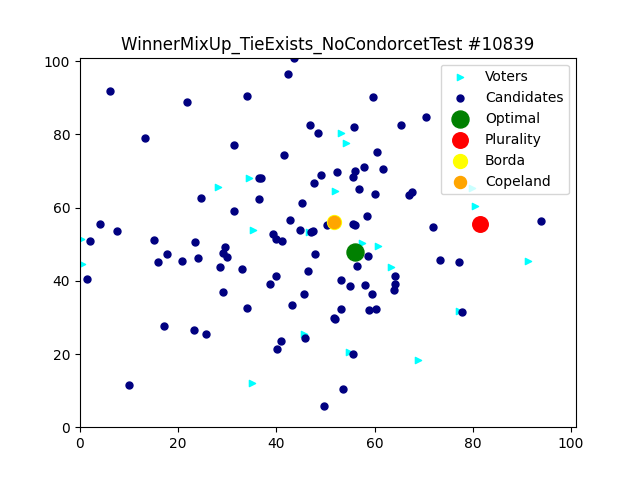 WinnerMixUp_TieExists_NoCondorcetTest #10839
Voters
Candidates
Optimal
Plurality
Borda
Copeland
100
80
60
40
20
0
0 20 40 60 80 100